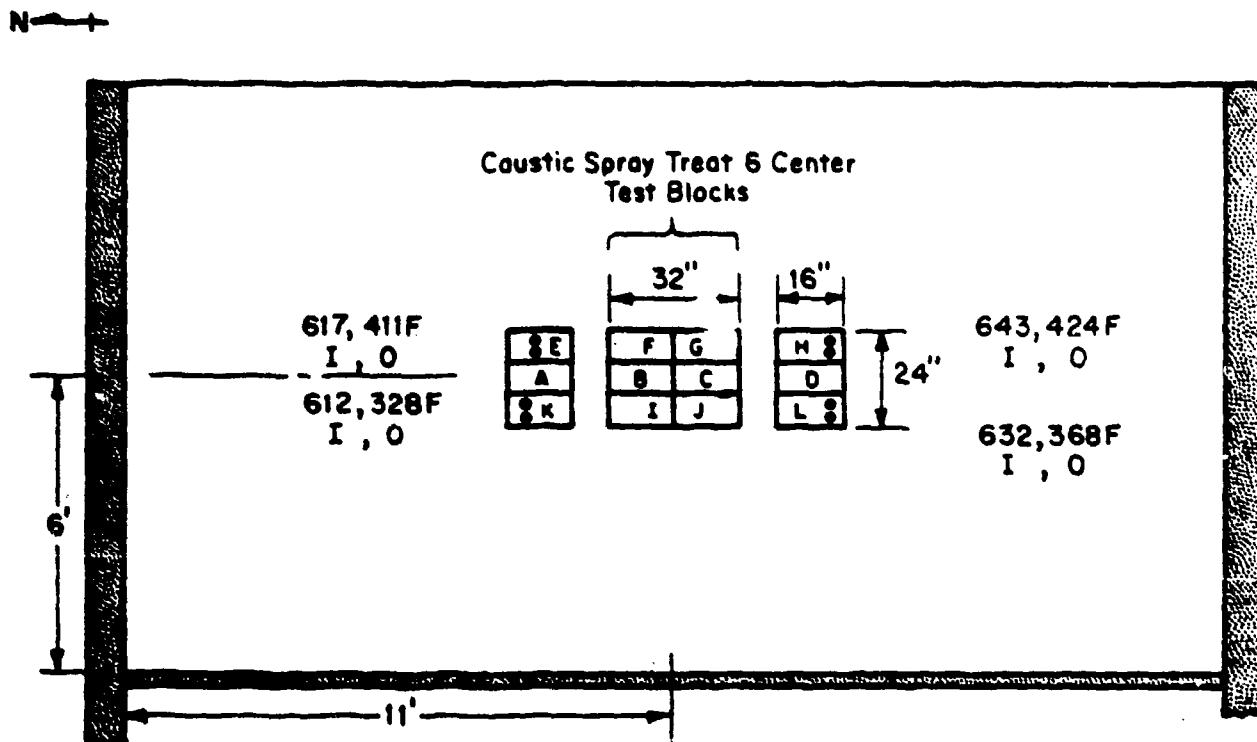 N
Caustic Spray Treat 6 Center
Test Blocks
32"
16"
617, 411F
I , O
643, 424F
I , O
E
F G
H
A
B C
D
24"
K
I J
L
612, 328F
I , O
632, 368F
I , O
6'
11'